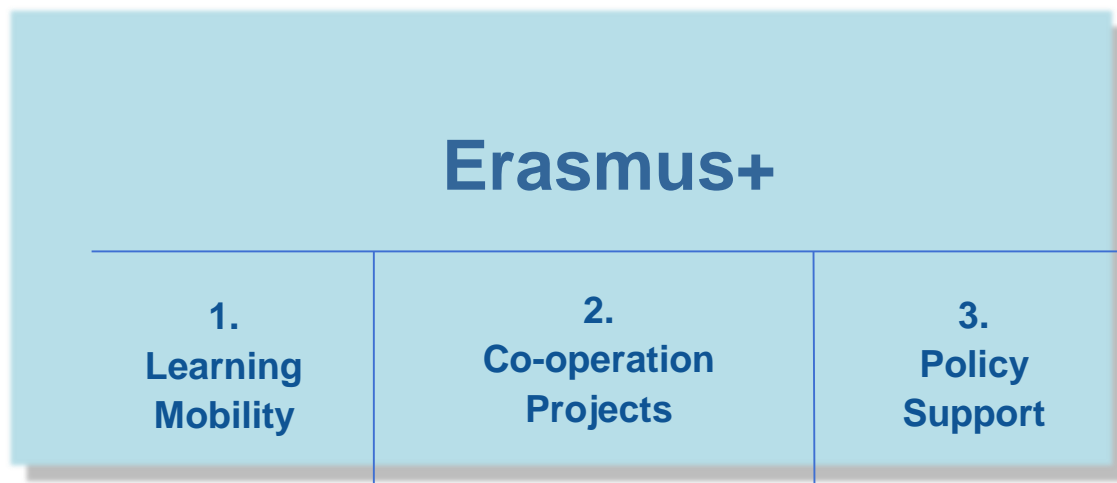 Erasmus+
1.
Learning
Mobility
2.
Co-operation
Projects
3.
Policy
Support